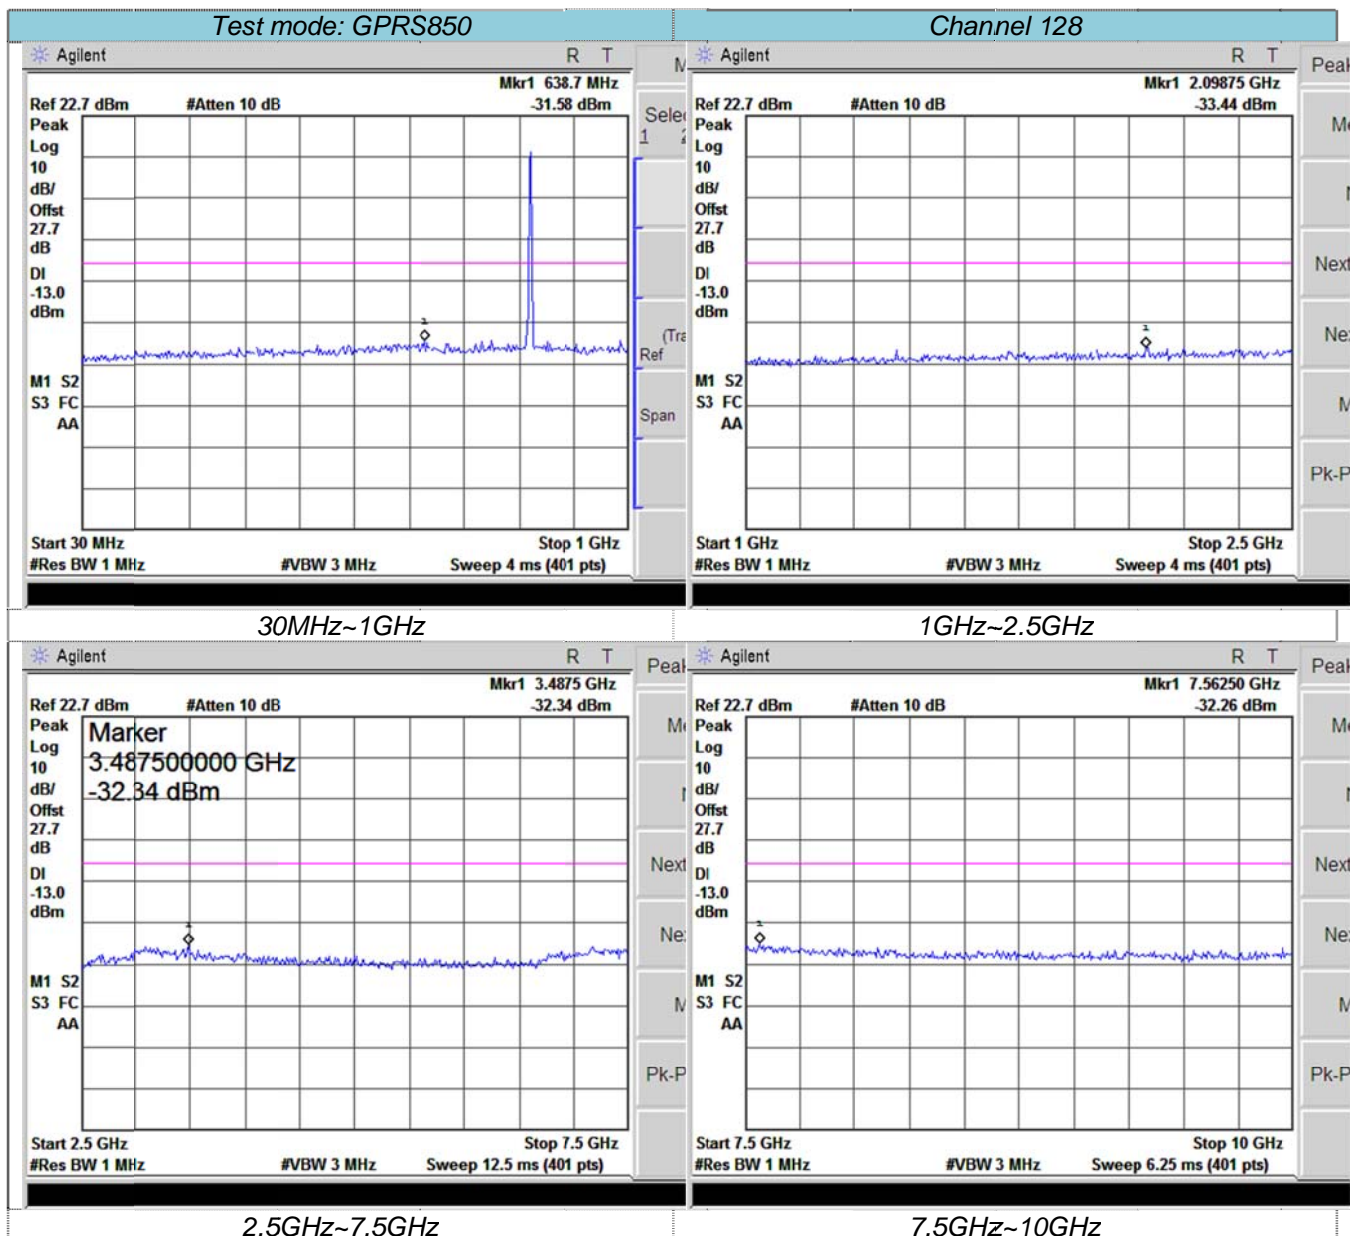 Test mode: GPRS850
Channel 128
Agilent R T
Mkr1 638.7 MHz
Ref 22.7 dBm #Atten 10 dB -31.58 dBm
Peak
Log
10
dB/
Offst
27.7
dB
DI
-13.0
dBm
1
M1 S2
S3 FC
AA
Start 30 MHz Stop 1 GHz
#Res BW 1 MHz #VBW 3 MHz Sweep 4 ms (401 pts)
1
Ref
Span
Agilent R T
Mkr1 2.09875 GHz
Ref 22.7 dBm #Atten 10 dB -33.44 dBm
Peak
Log
10
dB/
Offst
27.7
dB
DI
-13.0
dBm
1
M1 S2
S3 FC
AA
Start 1 GHz Stop 2.5 GHz
#Res BW 1 MHz #VBW 3 MHz Sweep 4 ms (401 pts)
Peak
Next
30MHz~1GHz
1GHz~2.5GHz
Agilent R T
Mkr1 3.4875 GHz
Ref 22.7 dBm #Atten 10 dB -32.34 dBm
Peak
Log
10
dB/
Offst
27.7
dB
DI
-13.0
dBm
Marker
3.487500000 GHz
-32.34 dBm
1
M1 S2
S3 FC
AA
Start 2.5 GHz Stop 7.5 GHz
#Res BW 1 MHz #VBW 3 MHz Sweep 12.5 ms (401 pts)
Peak
Next
Agilent R T
Mkr1 7.56250 GHz
Ref 22.7 dBm #Atten 10 dB -32.26 dBm
Peak
Log
10
dB/
Offst
27.7
dB
DI
-13.0
dBm
1
M1 S2
S3 FC
AA
Start 7.5 GHz Stop 10 GHz
#Res BW 1 MHz #VBW 3 MHz Sweep 6.25 ms (401 pts)
Peak
Next
2.5GHz~7.5GHz
7.5GHz~10GHz